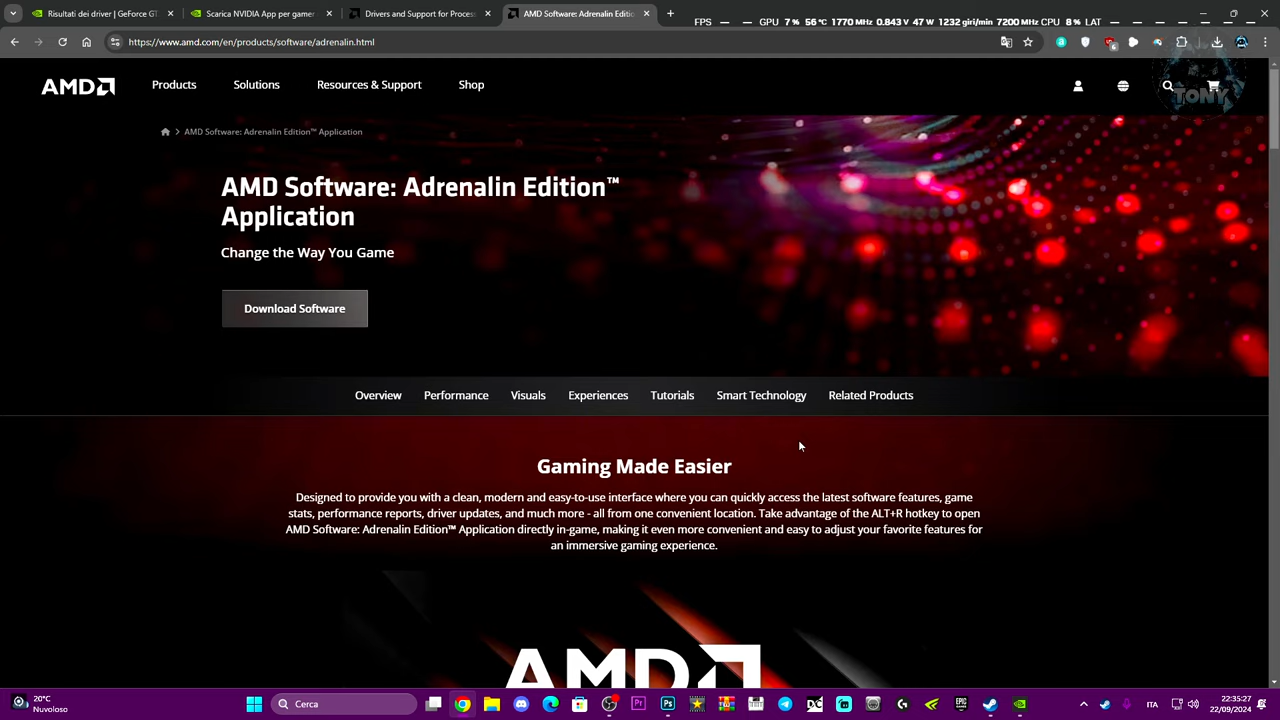 Risultati dei driver | GeForce GT
Scarica NVIDIA App per gamer
Drivers and Support for Process
AMD Software: Adrenalin Editio
FPS — GPU 7 % 56 °C 1770 MHz 0.843 V 47 W 1232 giri/min 7200 MHz CPU 8 % LAT —
https://www.amd.com/en/products/software/adrenalin.html
6
AMD
Products
Solutions
Resources & Support
Shop
TONY
AMD Software: Adrenalin Edition™ Application
AMD Software: Adrenalin Edition™
Application
Change the Way You Game
Download Software
Overview
Performance
Visuals
Experiences
Tutorials
Smart Technology
Related Products
Gaming Made Easier
Designed to provide you with a clean, modern and easy-to-use interface where you can quickly access the latest software features, game
stats, performance reports, driver updates, and much more - all from one convenient location. Take advantage of the ALT+R hotkey to open
AMD Software: Adrenalin Edition™ Application directly in-game, making it even more convenient and easy to adjust your favorite features for
an immersive gaming experience.
AMD
20°C
Nuvoloso
Cerca
Pr
Ps
DC
EPIC
ITA
22:35:27
22/09/2024